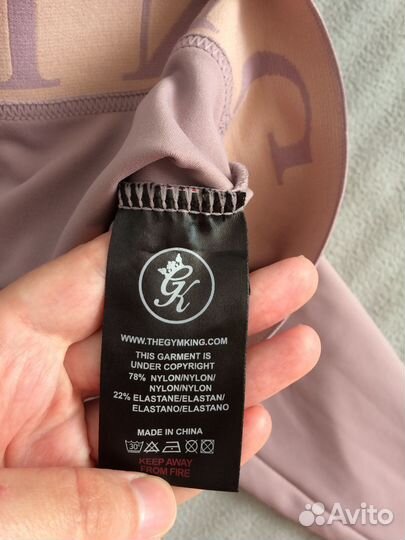 GK
WWW.THEGYMKING.COM
THIS GARMENT IS
UNDER COPYRIGHT
78% NYLON/NYLON/
NYLON/NYLON
22% ELASTANE/ELASTAN/
ELASTANO/ELASTANO
MADE IN CHINA
30°
KEEP AWAY
FROM FIRE
Avito